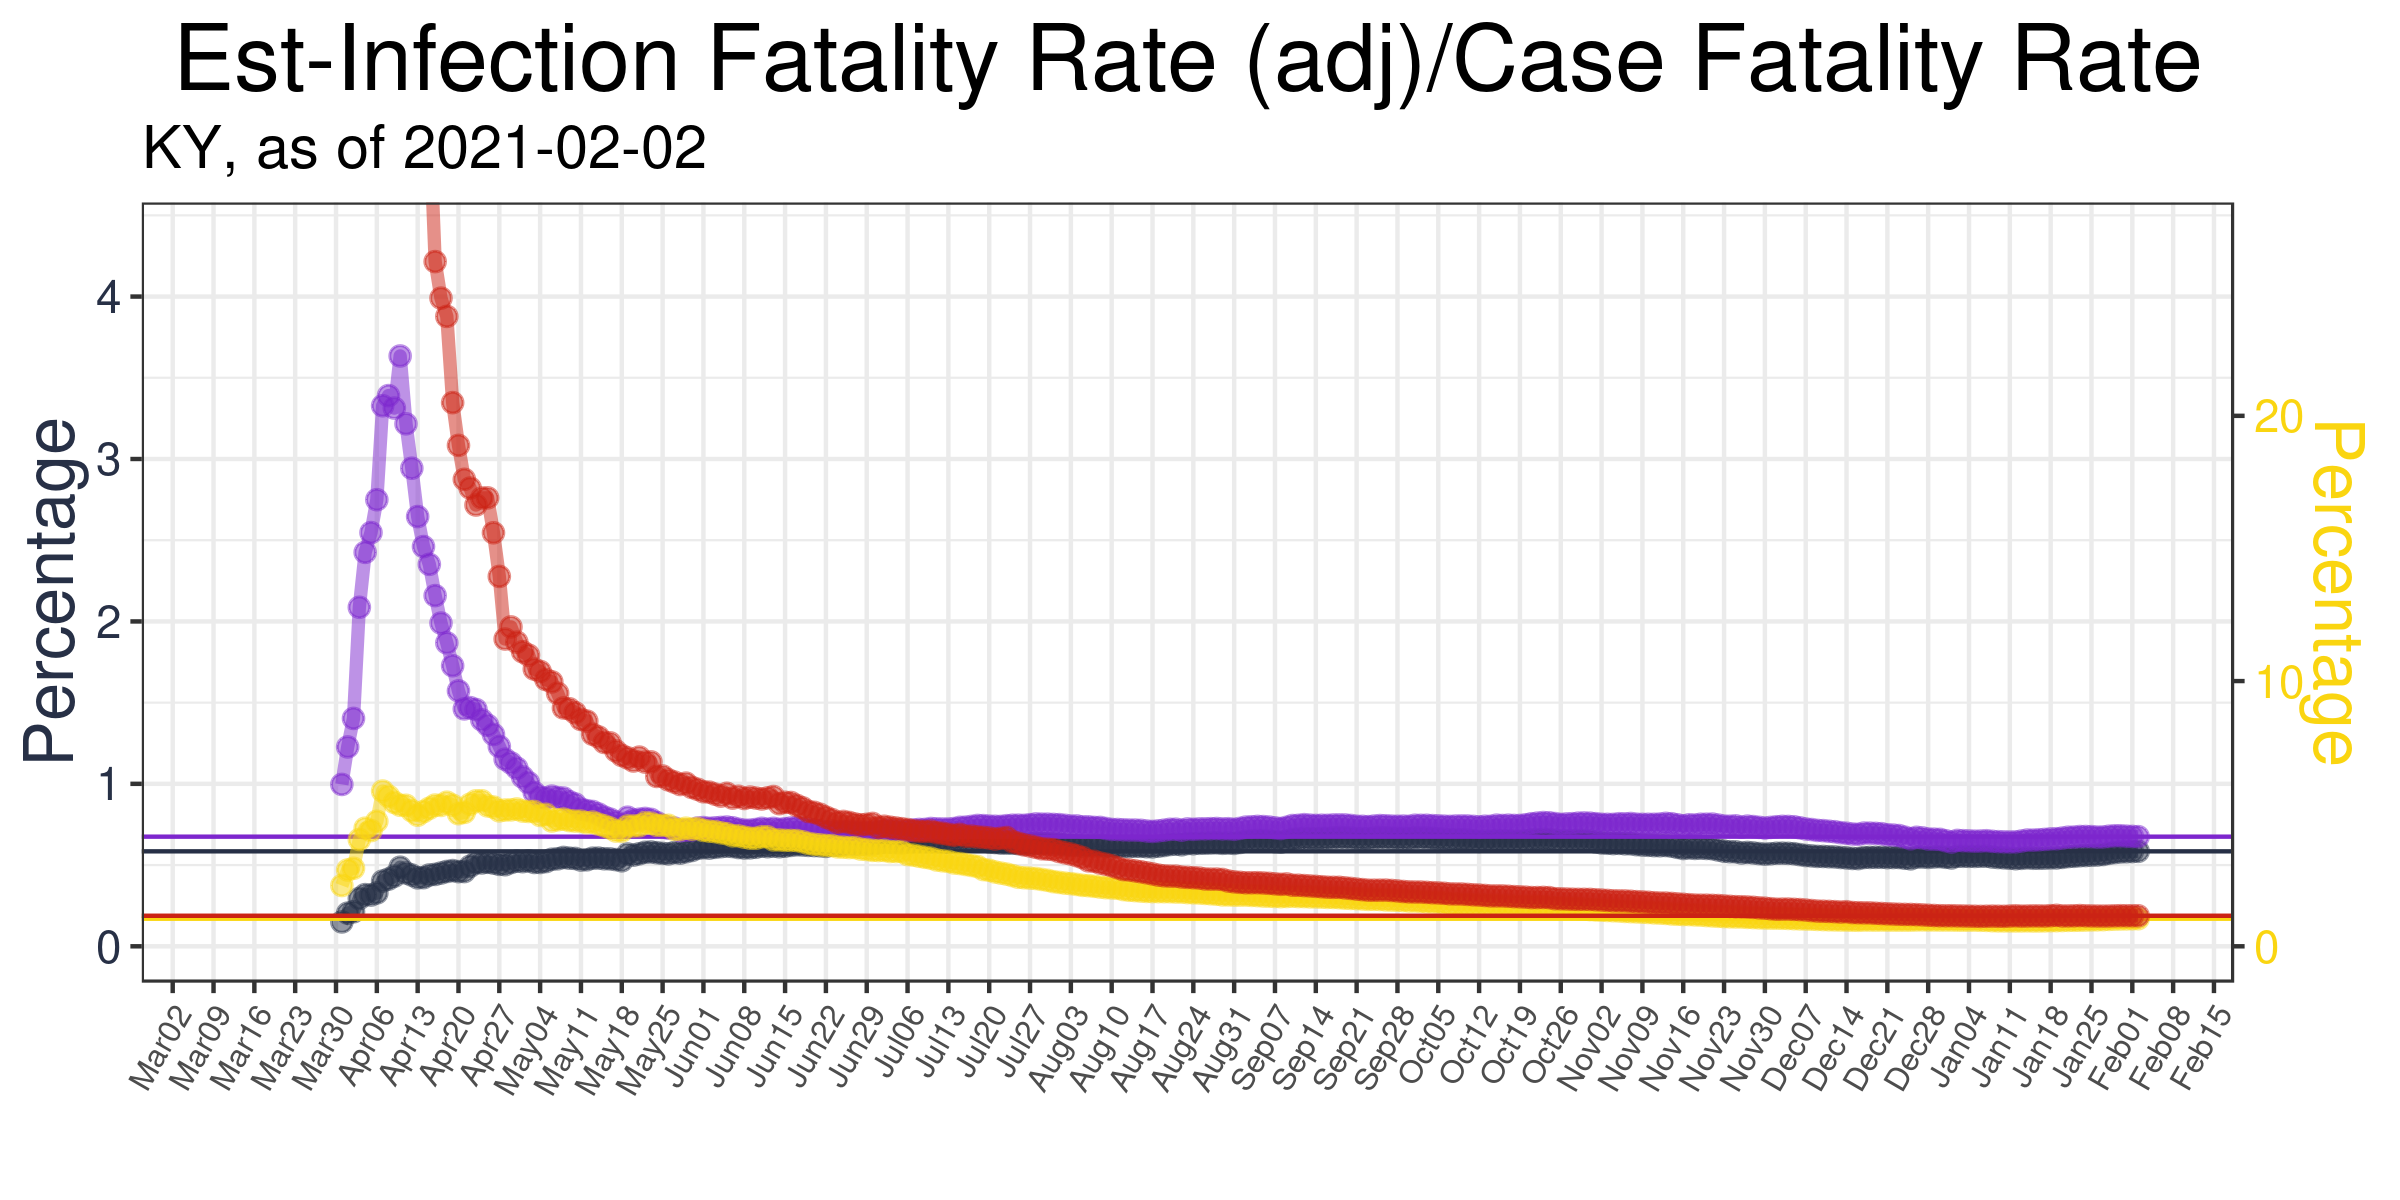 Est-Infection Fatality Rate (adj)/Case Fatality Rate
KY, as of 2021-02-02
Percentage
4
3
2
1
0
20
10
0
Percentage
Mar02
Mar09
Mar16
Mar23
Mar30
Apr06
Apr13
Apr20
Apr27
May04
May11
May18
May25
Jun01
Jun08
Jun15
Jun22
Jun29
Jul06
Jul13
Jul20
Jul27
Aug03
Aug10
Aug17
Aug24
Aug31
Sep07
Sep14
Sep21
Sep28
Oct05
Oct12
Oct19
Oct26
Nov02
Nov09
Nov16
Nov23
Nov30
Dec07
Dec14
Dec21
Dec28
Jan04
Jan11
Jan18
Jan25
Feb01
Feb08
Feb15